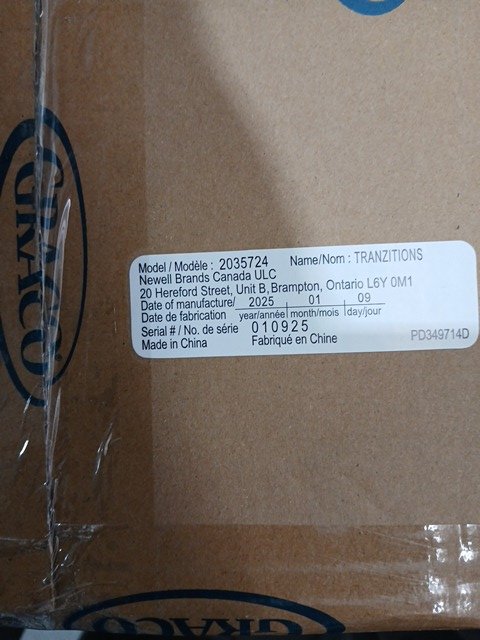 GRACO
Model / Modèle : 2035724 Name/Nom : TRANZITIONS
Newell Brands Canada ULC
20 Hereford Street, Unit B, Brampton, Ontario L6Y 0M1
Date of manufacture/ 2025 01 09
Date de fabrication year/année month/mois day/jour
Serial # / No. de série 010925
Made in China Fabriqué en Chine PD349714D
GRACO